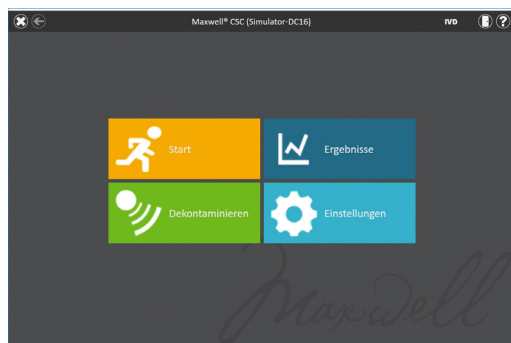 Maxwell® CSC (Simulator-DC16)
IVD
?
Start
Ergebnisse
Dekontaminieren
Einstellungen
Maxwell